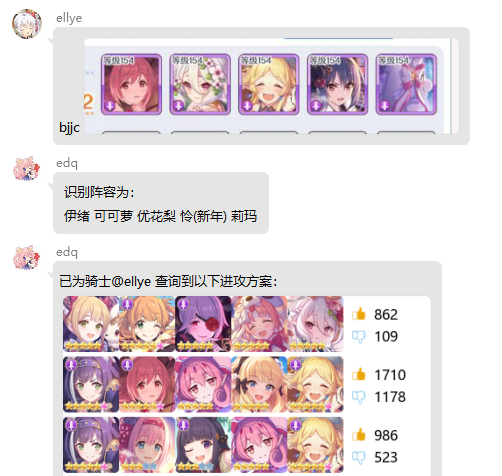 ellye
等级154 等级154 等级154 等级154 等级154
2
bjjc
edq
识别阵容为：
伊绪 可可萝 优花梨 怜(新年) 莉玛
edq
已为骑士@ellye 查询到以下进攻方案：
862
109
1710
1178
986
523